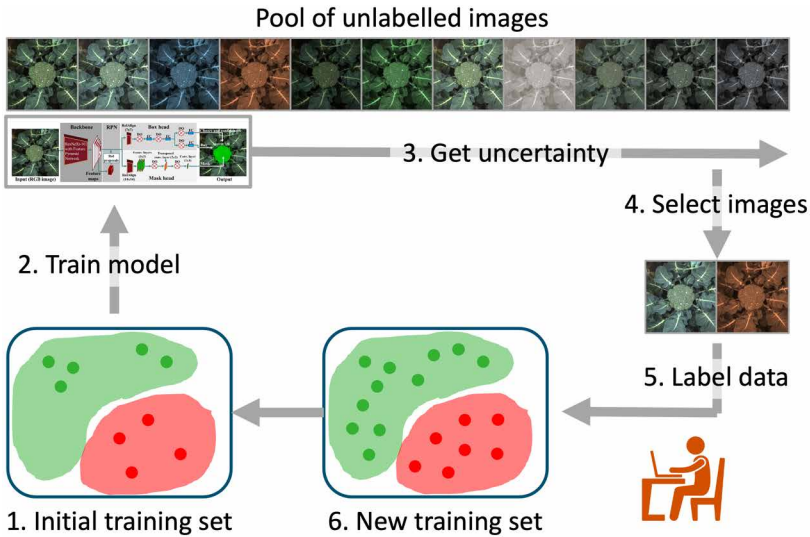 Pool of unlabelled images
Backbone
RPN
Box head
Mask head
Input (RGB image)
Output
3. Get uncertainty
4. Select images
2. Train model
5. Label data
1. Initial training set
6. New training set